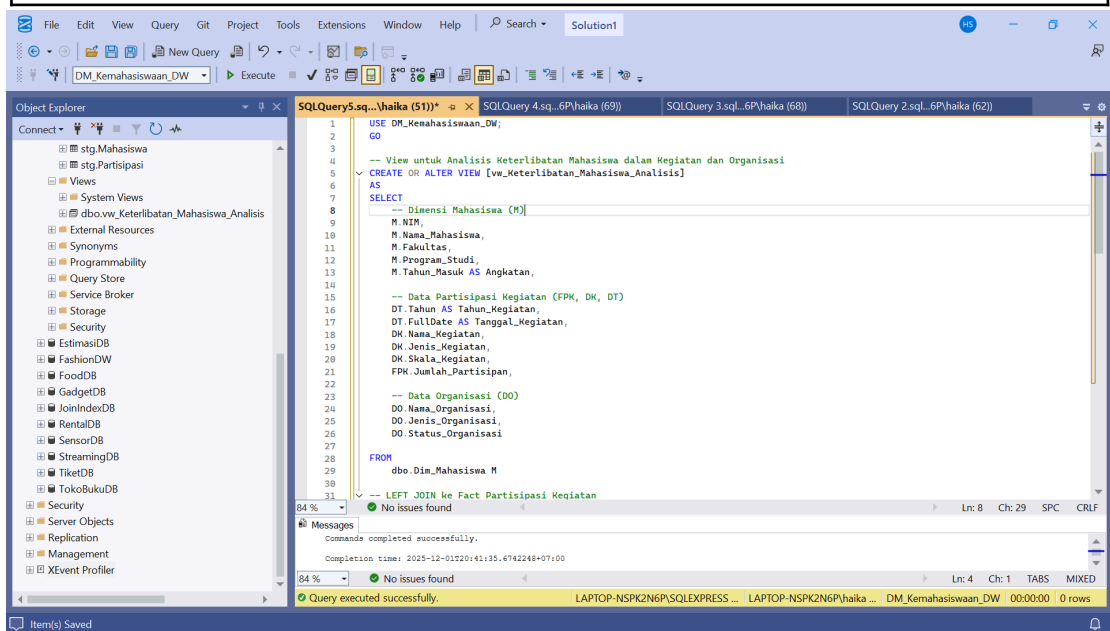 File Edit View Query Git Project Tools Extensions Window Help Search Solution1 HS
New Query
DM_Kemahasiswaan_DW Execute
Object Explorer
Connect
stg.Mahasiswa
stg.Partisipasi
Views
System Views
dbo.vw_Keterlibatan_Mahasiswa_Analisis
External Resources
Synonyms
Programmability
Query Store
Service Broker
Storage
Security
EstimasiDB
FashionDW
FoodDB
GadgetDB
JoinIndexDB
RentalDB
SensorDB
StreamingDB
TiketDB
TokoBukuDB
Security
Server Objects
Replication
Management
XEvent Profiler
SQLQuery5.sq...\haika (51))* SQLQuery 4.sq...6P\haika (69)) SQLQuery 3.sql...6P\haika (68)) SQLQuery 2.sql...6P\haika (62))
1 USE DM_Kemahasiswaan_DW;
2 GO
3
4 -- View untuk Analisis Keterlibatan Mahasiswa dalam Kegiatan dan Organisasi
5 CREATE OR ALTER VIEW [vw_Keterlibatan_Mahasiswa_Analisis]
6 AS
7 SELECT
8 -- Dimensi Mahasiswa (M)
9 M.NIM,
10 M.Nama_Mahasiswa,
11 M.Fakultas,
12 M.Program_Studi,
13 M.Tahun_Masuk AS Angkatan,
14
15 -- Data Partisipasi Kegiatan (FPK, DK, DT)
16 DT.Tahun AS Tahun_Kegiatan,
17 DT.FullDate AS Tanggal_Kegiatan,
18 DK.Nama_Kegiatan,
19 DK.Jenis_Kegiatan,
20 DK.Skala_Kegiatan,
21 FPK.Jumlah_Partisipan,
22
23 -- Data Organisasi (DO)
24 DO.Nama_Organisasi,
25 DO.Jenis_Organisasi,
26 DO.Status_Organisasi
27
28 FROM
29 dbo.Dim_Mahasiswa M
30
31 -- LEFT JOIN ke Fact Partisipasi Kegiatan
84 % No issues found Ln: 8 Ch: 29 SPC CRLF
Messages
Commands completed successfully.
Completion time: 2025-12-01T20:41:35.6742248+07:00
84 % No issues found Ln: 4 Ch: 1 TABS MIXED
Query executed successfully. LAPTOP-NSPK2N6P\SQLEXPRESS ... LAPTOP-NSPK2N6P\haika ... DM_Kemahasiswaan_DW 00:00:00 0 rows
Item(s) Saved